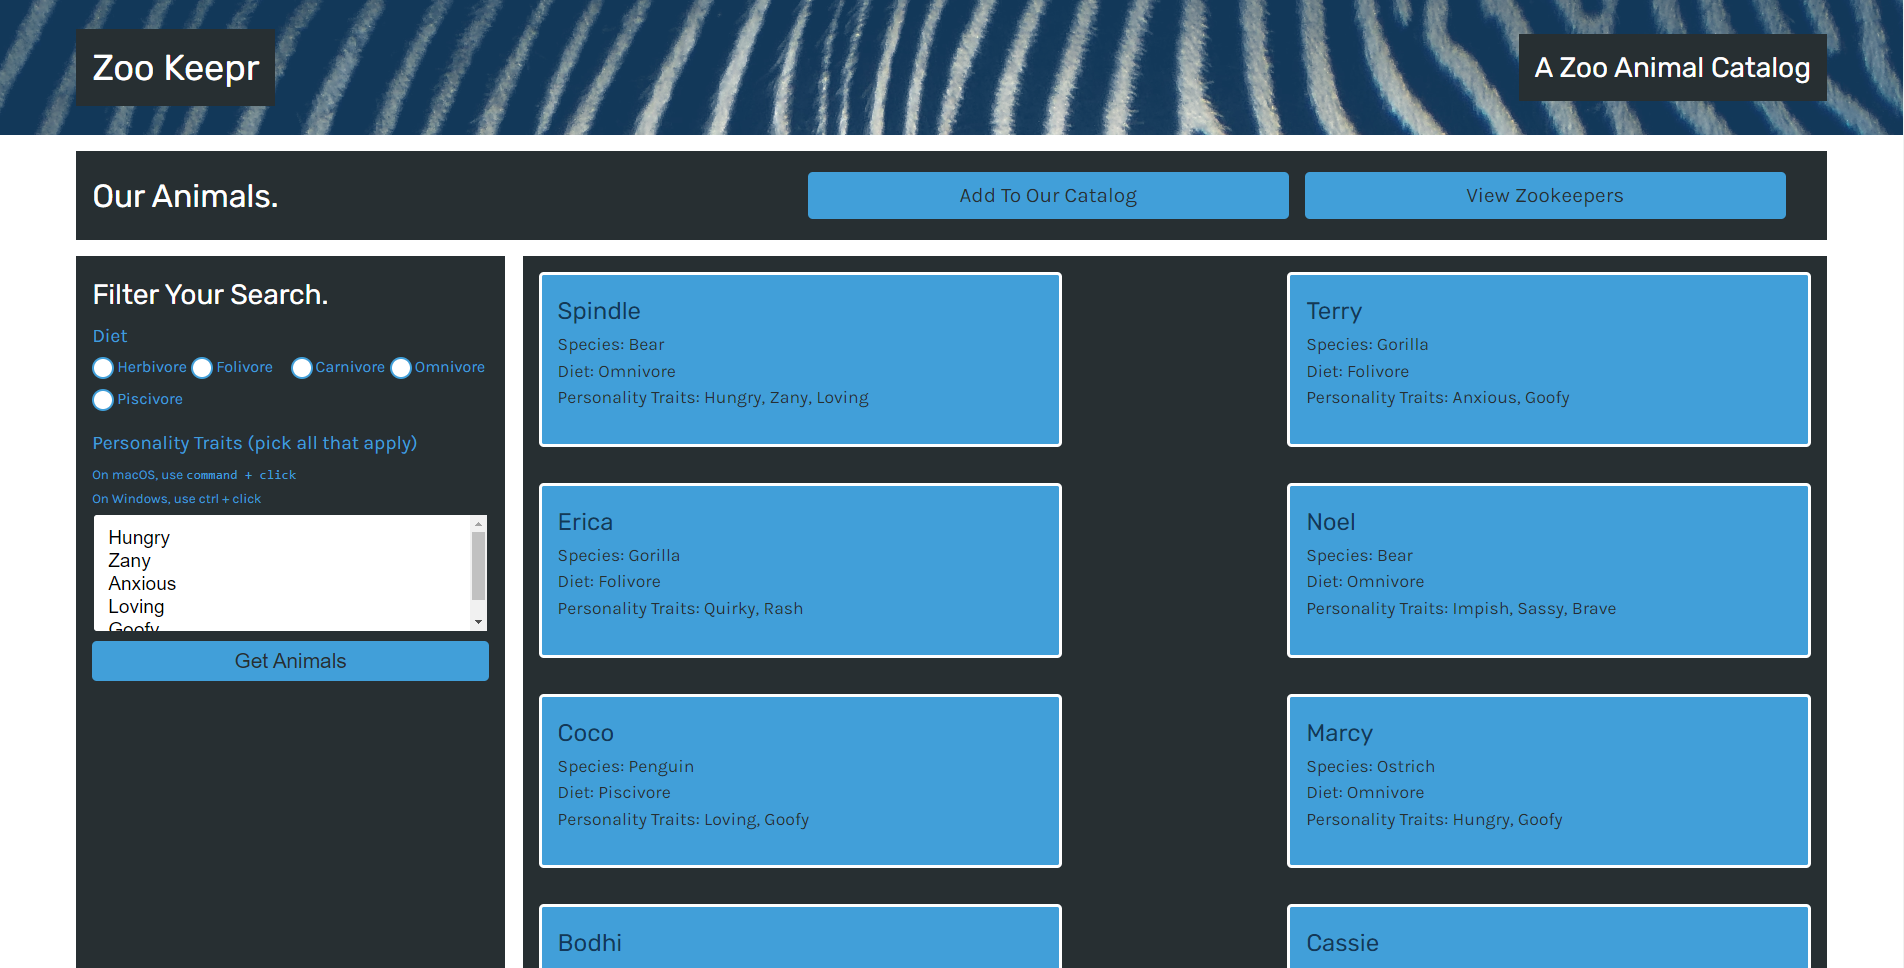 Zoo Keepr
A Zoo Animal Catalog
Our Animals.
Add To Our Catalog
View Zookeepers
Filter Your Search.
Diet
Herbivore Folivore Carnivore Omnivore
Piscivore
Personality Traits (pick all that apply)
On macOS, use command + click
On Windows, use ctrl + click
Hungry
Zany
Anxious
Loving
Goofy
Get Animals
Spindle
Species: Bear
Diet: Omnivore
Personality Traits: Hungry, Zany, Loving
Terry
Species: Gorilla
Diet: Folivore
Personality Traits: Anxious, Goofy
Erica
Species: Gorilla
Diet: Folivore
Personality Traits: Quirky, Rash
Noel
Species: Bear
Diet: Omnivore
Personality Traits: Impish, Sassy, Brave
Coco
Species: Penguin
Diet: Piscivore
Personality Traits: Loving, Goofy
Marcy
Species: Ostrich
Diet: Omnivore
Personality Traits: Hungry, Goofy
Bodhi
Cassie